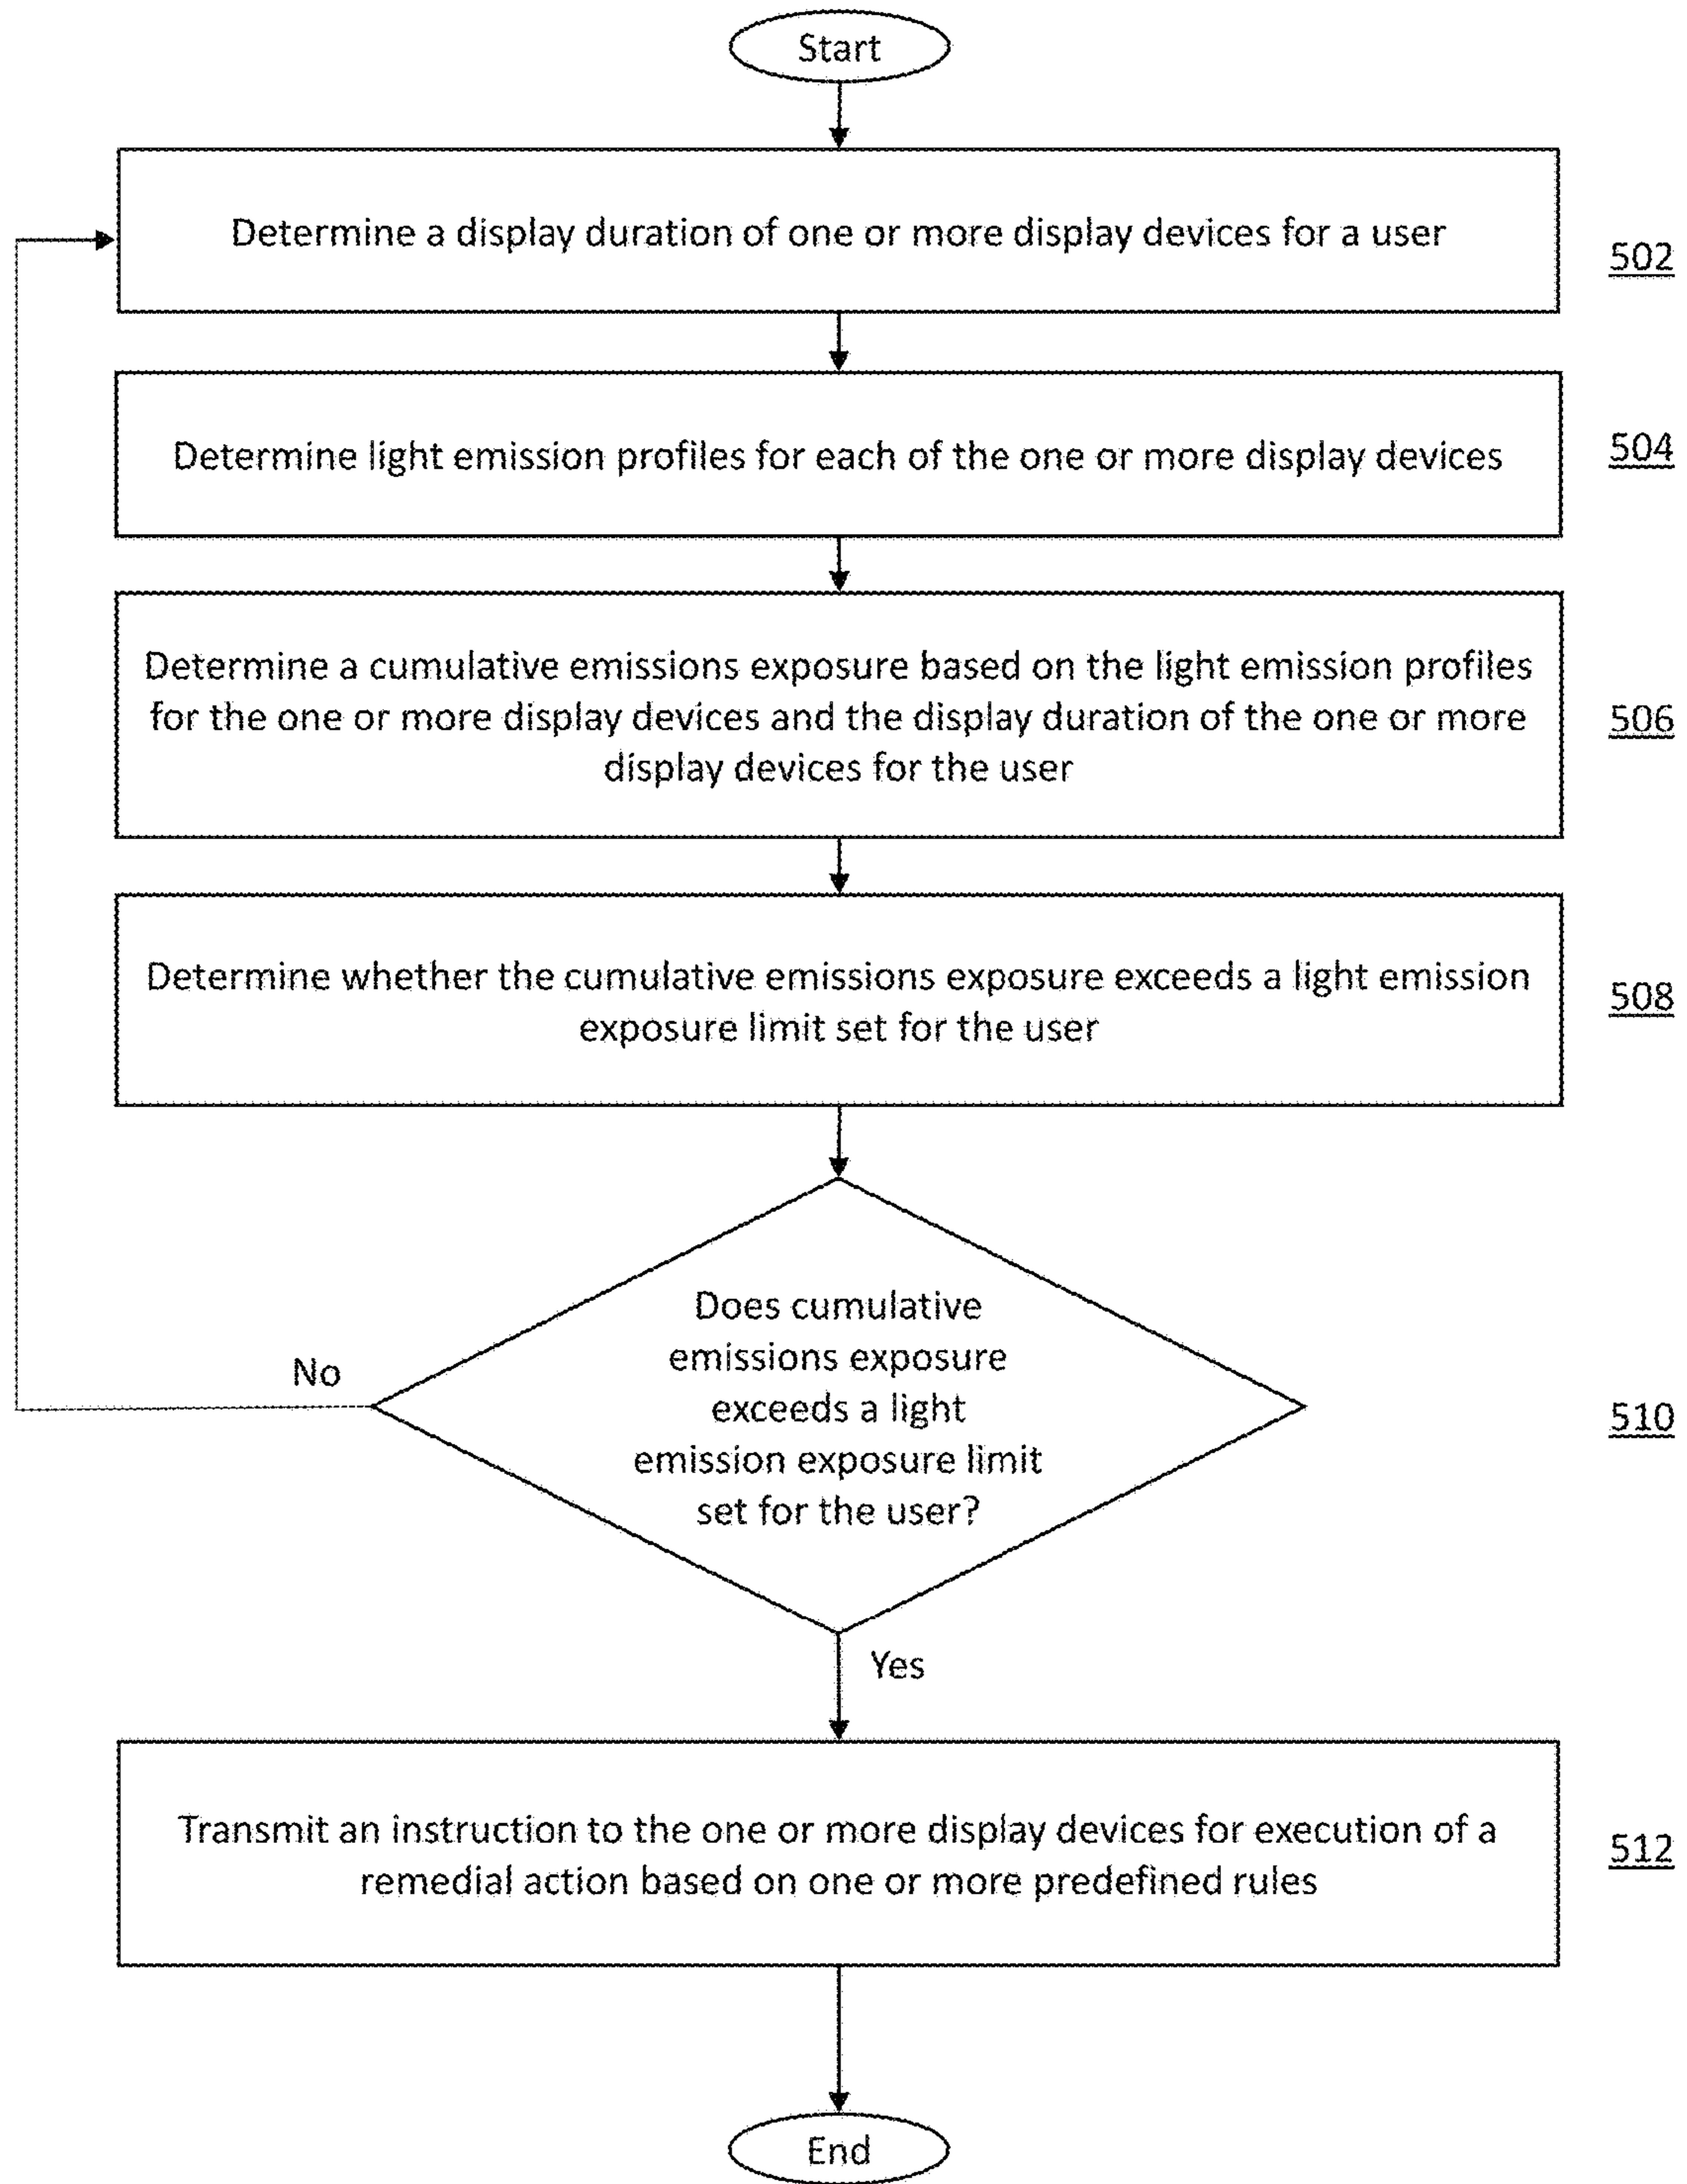 Start
Determine a display duration of one or more display devices for a user
502
Determine light emission profiles for each of the one or more display devices
504
Determine a cumulative emissions exposure based on the light emission profiles
for the one or more display devices and the display duration of the one or more
display devices for the user
506
Determine whether the cumulative emissions exposure exceeds a light emission
exposure limit set for the user
508
Does cumulative
emissions exposure
exceeds a light
emission exposure limit
set for the user?
No
510
Yes
Transmit an instruction to the one or more display devices for execution of a
remedial action based on one or more predefined rules
512
End